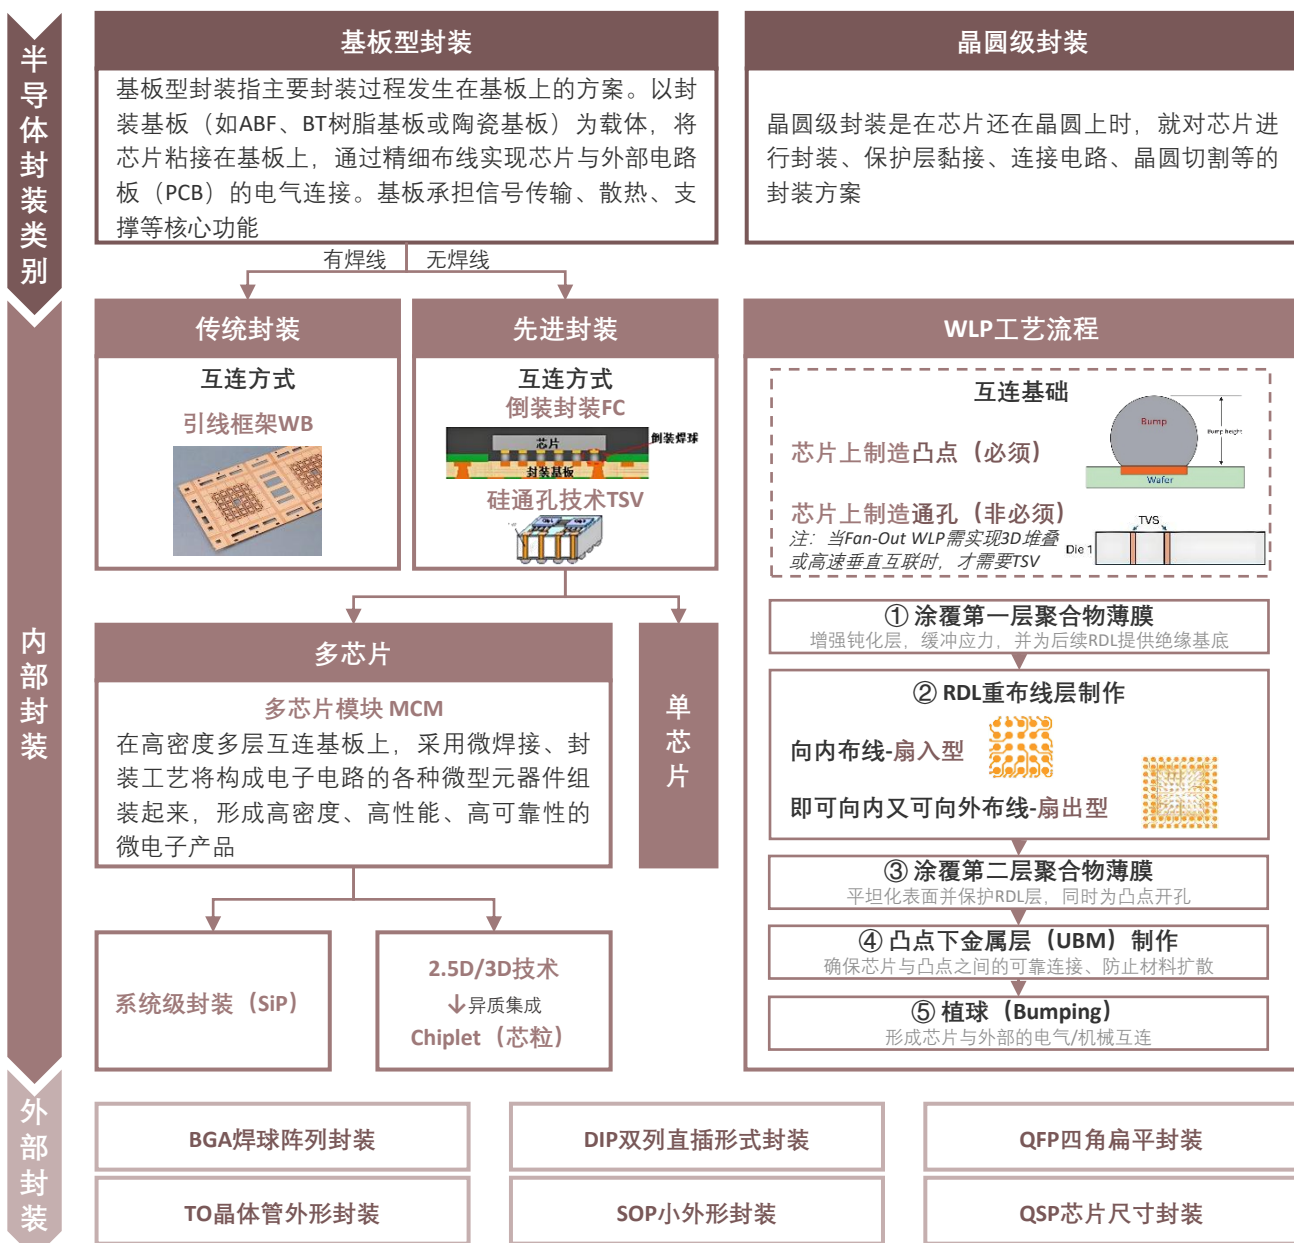 半导体封装类别
基板型封装
基板型封装指主要封装过程发生在基板上的方案。以封
装基板（如ABF、BT树脂基板或陶瓷基板）为载体，将
芯片粘接在基板上，通过精细布线实现芯片与外部电路
板（PCB）的电气连接。基板承担信号传输、散热、支
撑等核心功能
晶圆级封装
晶圆级封装是在芯片还在晶圆上时，就对芯片进
行封装、保护层黏接、连接电路、晶圆切割等的
封装方案
有焊线
无焊线
内部封装
传统封装
互连方式
引线框架WB
先进封装
互连方式
倒装封装FC
芯片
倒装焊球
封装基板
硅通孔技术TSV
多芯片
多芯片模块 MCM
在高密度多层互连基板上，采用微焊接、封
装工艺将构成电子电路的各种微型元器件组
装起来，形成高密度、高性能、高可靠性的
微电子产品
单芯片
系统级封装（SiP）
2.5D/3D技术
↓异质集成
Chiplet（芯粒）
WLP工艺流程
互连基础
芯片上制造凸点（必须）
Bump
Bump height
Wafer
芯片上制造通孔（非必须）
注：当Fan-Out WLP需实现3D堆叠
或高速垂直互联时，才需要TSV
TVS
Die 1
① 涂覆第一层聚合物薄膜
增强钝化层，缓冲应力，并为后续RDL提供绝缘基底
② RDL重布线层制作
向内布线-扇入型
即可向内又可向外布线-扇出型
③ 涂覆第二层聚合物薄膜
平坦化表面并保护RDL层，同时为凸点开孔
④ 凸点下金属层（UBM）制作
确保芯片与凸点之间的可靠连接、防止材料扩散
⑤ 植球（Bumping）
形成芯片与外部的电气/机械互连
外部封装
BGA焊球阵列封装
DIP双列直插形式封装
QFP四角扁平封装
TO晶体管外形封装
SOP小外形封装
QSP芯片尺寸封装